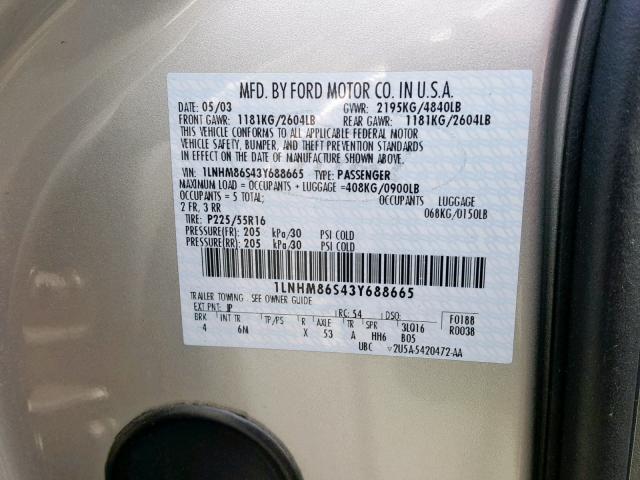 MFD. BY FORD MOTOR CO. IN U.S.A.
DATE: 05/03 GVWR: 2195KG/4840LB
FRONT GAWR: 1181KG/2604LB REAR GAWR: 1181KG/2604LB
THIS VEHICLE CONFORMS TO ALL APPLICABLE FEDERAL MOTOR
VEHICLE SAFETY, BUMPER, AND THEFT PREVENTION STANDARDS
IN EFFECT ON THE DATE OF MANUFACTURE SHOWN ABOVE.
VIN: 1LNHM86S43Y688665 TYPE: PASSENGER
MAXIMUM LOAD = OCCUPANTS + LUGGAGE =408KG/0900LB
OCCUPANTS = 5 TOTAL; OCCUPANTS LUGGAGE
2 FR, 3 RR 068KG/0150LB
TIRE: P225/55R16
PRESSURE(FR): 205 kPa/30 PSI COLD
PRESSURE(RR): 205 kPa/30 PSI COLD
1LNHM86S43Y688665
TRAILER TOWING - SEE OWNER GUIDE
EXT PNT: JP RC: 54 DSO: F0188
BRK INT TR TP/PS R AXLE TR SPR 3LQ16 R0038
4 6M X 53 A HH6 B05
UBC 2U5A-5420472-AA